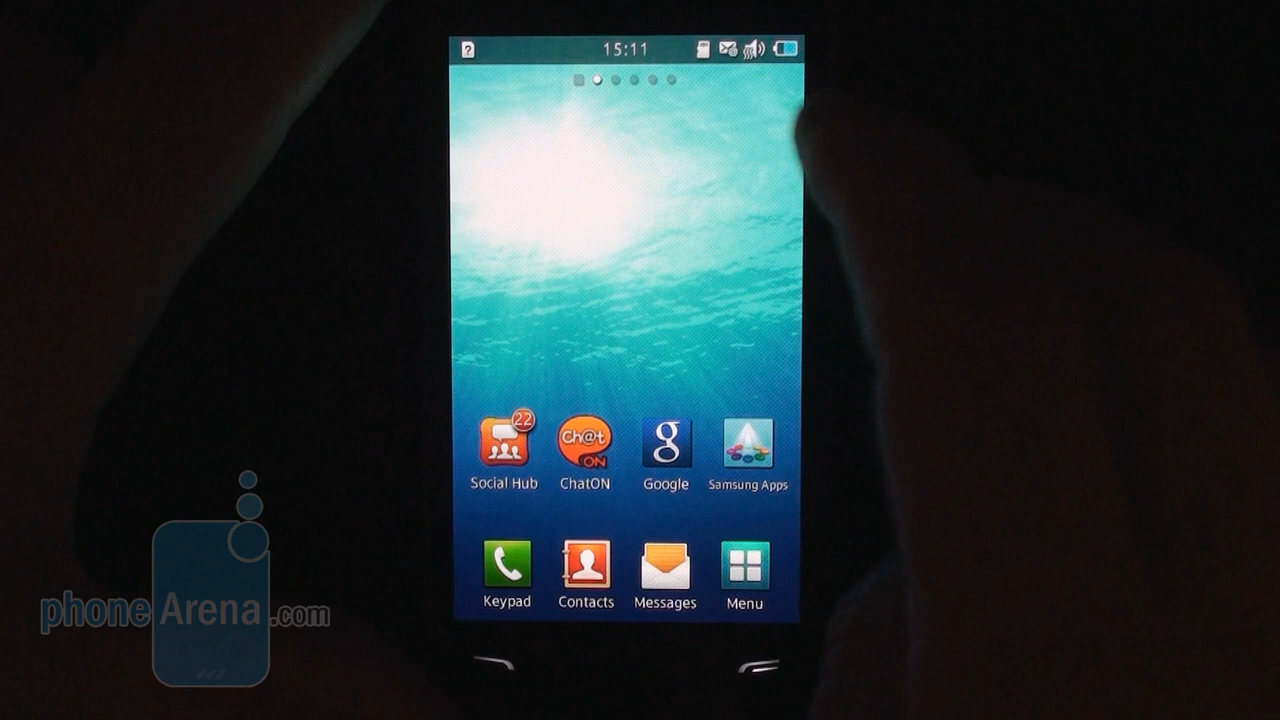 15:11
22
Ch@t
ON
g
Social Hub ChatON Google Samsung Apps
Keypad Contacts Messages Menu
phoneArena.com